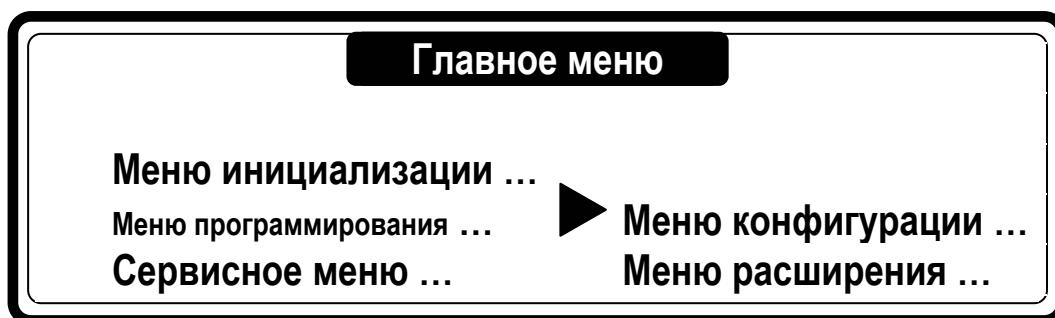 Главное меню
Меню инициализации …
Меню программирования …
Сервисное меню …
Меню конфигурации …
Меню расширения …